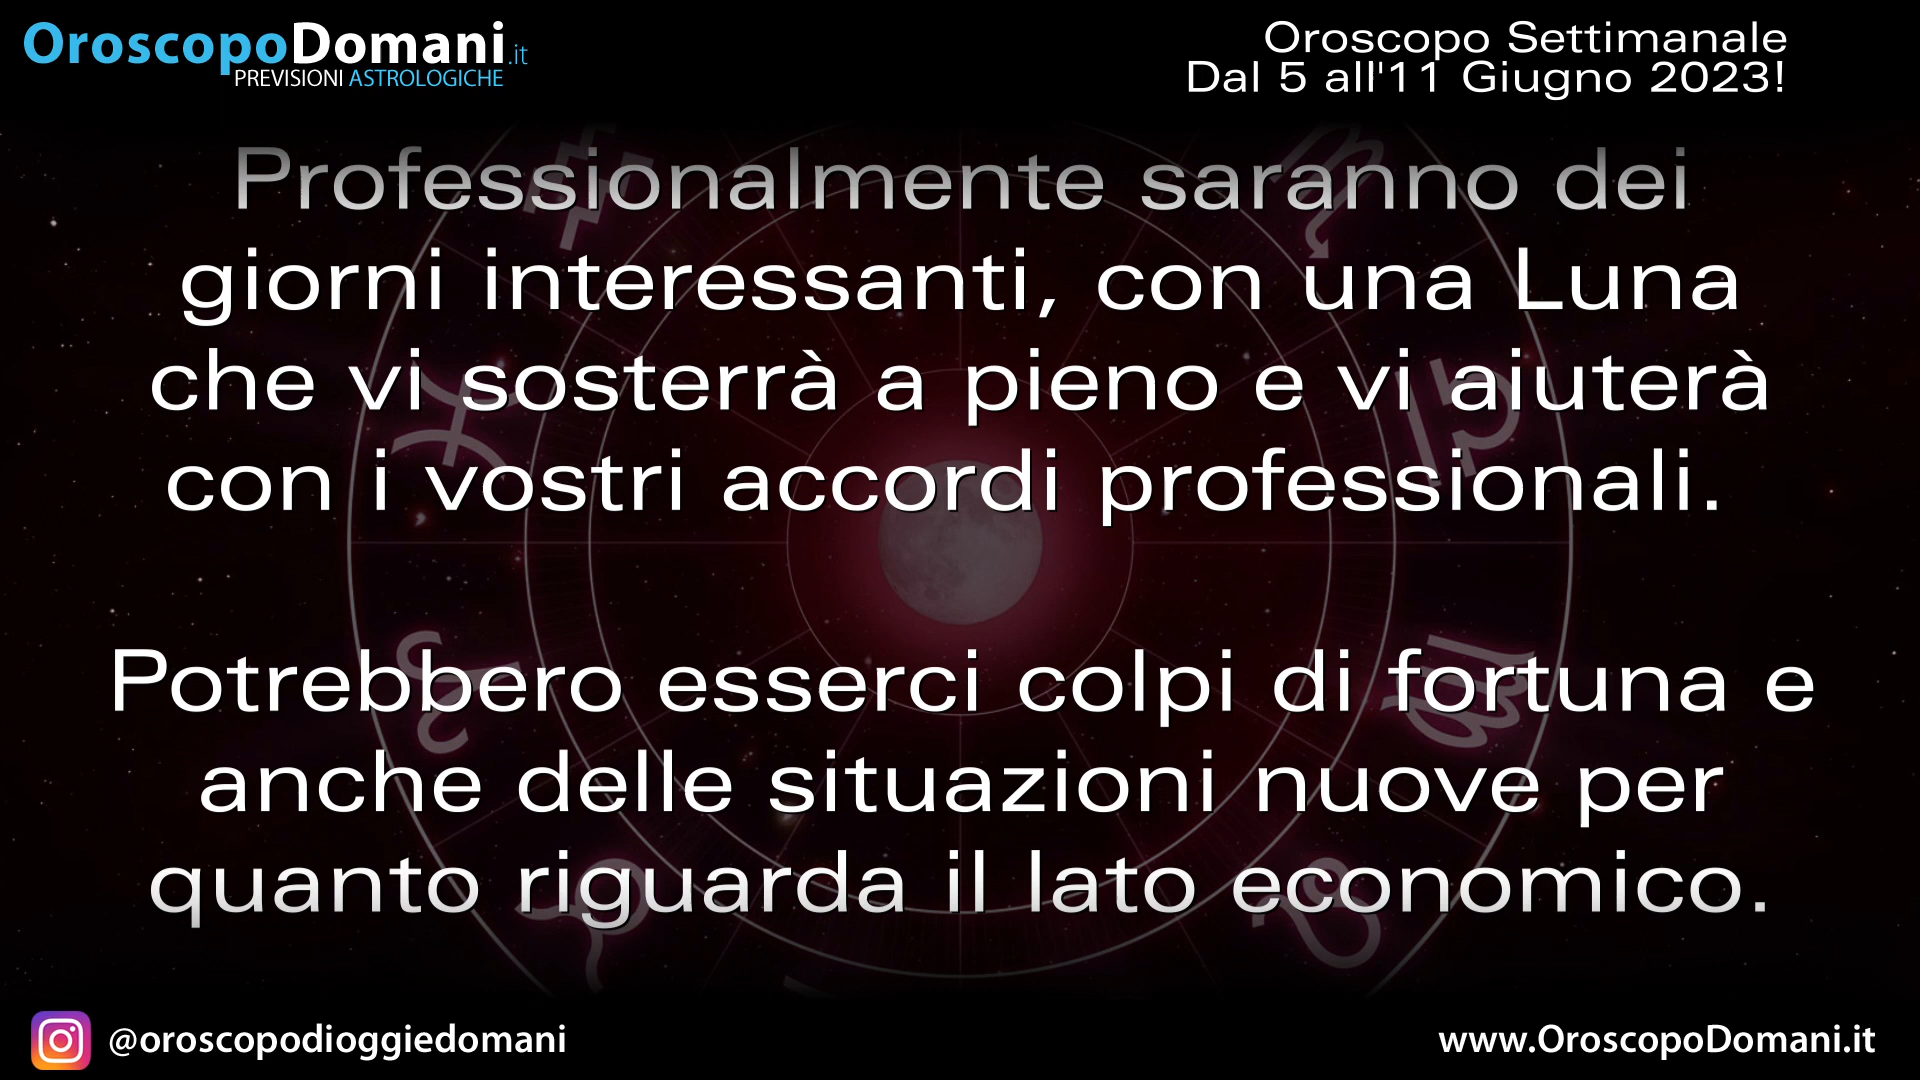 OroscopoDomani.it
PREVISIONI ASTROLOGICHE
Oroscopo Settimanale
Dal 5 all'11 Giugno 2023!
Professionalmente saranno dei
giorni interessanti, con una Luna
che vi sosterrà a pieno e vi aiuterà
con i vostri accordi professionali.
Potrebbero esserci colpi di fortuna e
anche delle situazioni nuove per
quanto riguarda il lato economico.
@oroscopodioggiedomani
www.OroscopoDomani.it